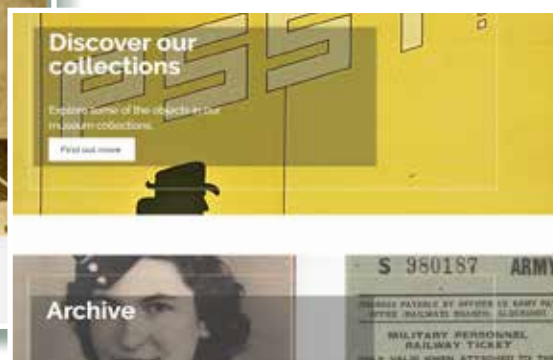 PSST!
Discover our
collections
Explore some of the objects in our
museum collections.
Find out more
Archive
S 980187 ARMY
MILITARY PERSONNEL
RAILWAY TICKET